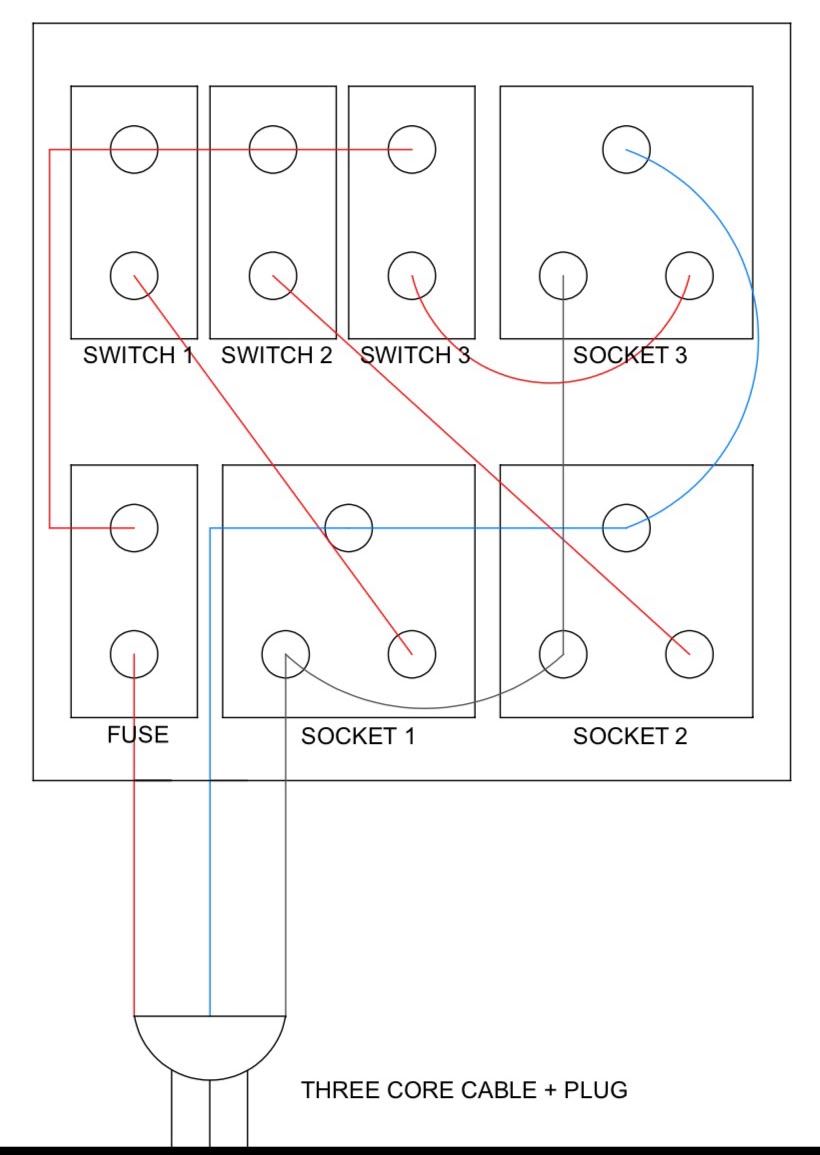 SWITCH 1
SWITCH 2
SWITCH 3
SOCKET 3
FUSE
SOCKET 1
SOCKET 2
THREE CORE CABLE + PLUG